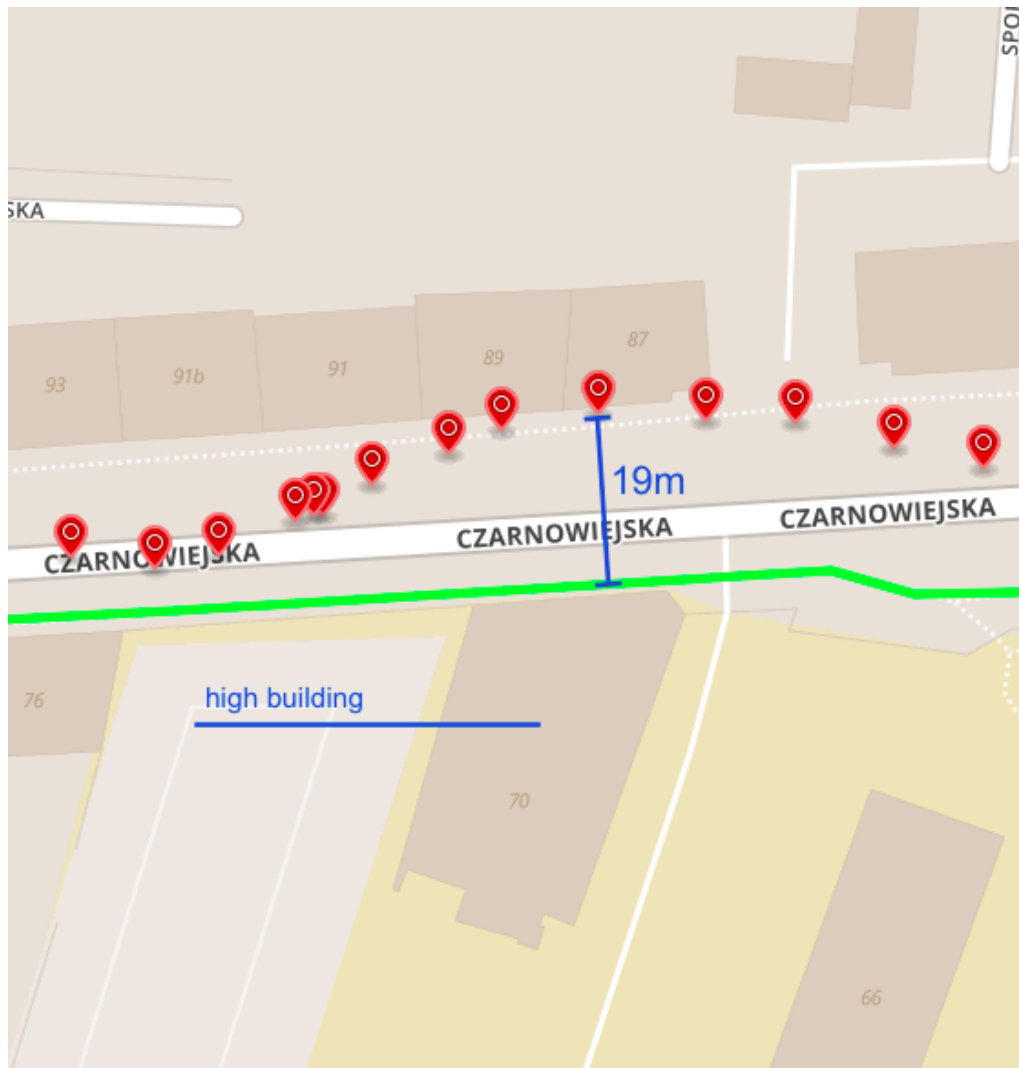 SPO
SKA
87
89
91
91b
93
19m
CZARNOWIEJSKA
CZARNOWIEJSKA
CZARNOWIEJSKA
high building
76
70
66